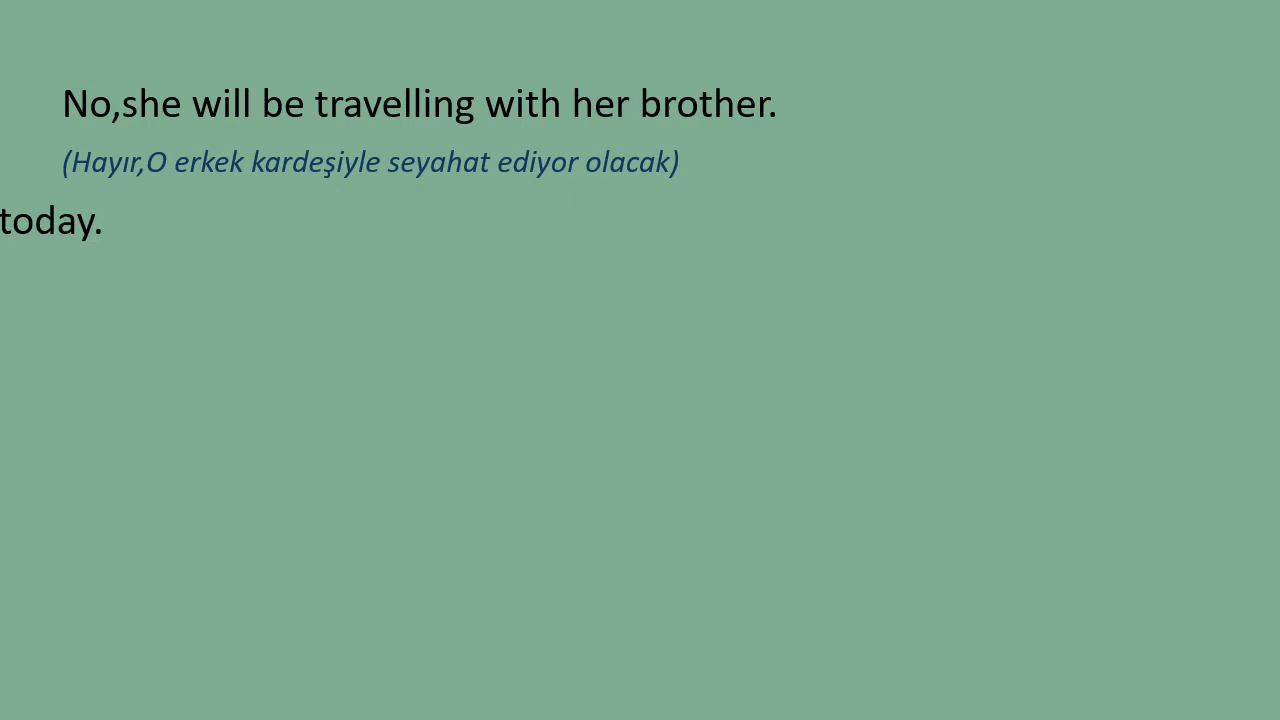 No,she will be travelling with her brother.
(Hayır,O erkek kardeşiyle seyahat ediyor olacak)
today.